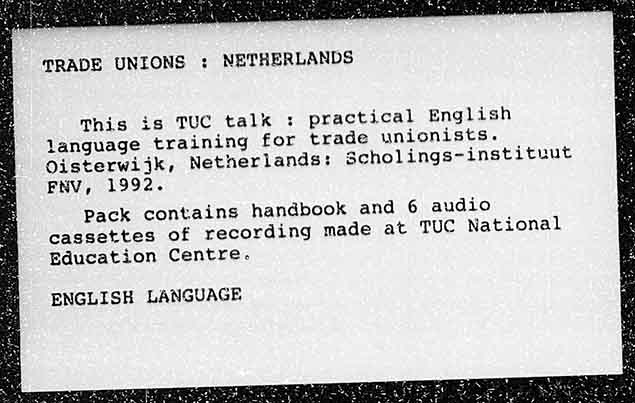 TRADE UNIONS : NETHERLANDS
This is TUC talk : practical English
language training for trade unionists.
Oisterwijk, Netherlands: Scholings-instituut
FNV, 1992.
Pack contains handbook and 6 audio
cassettes of recording made at TUC National
Education Centre.
ENGLISH LANGUAGE